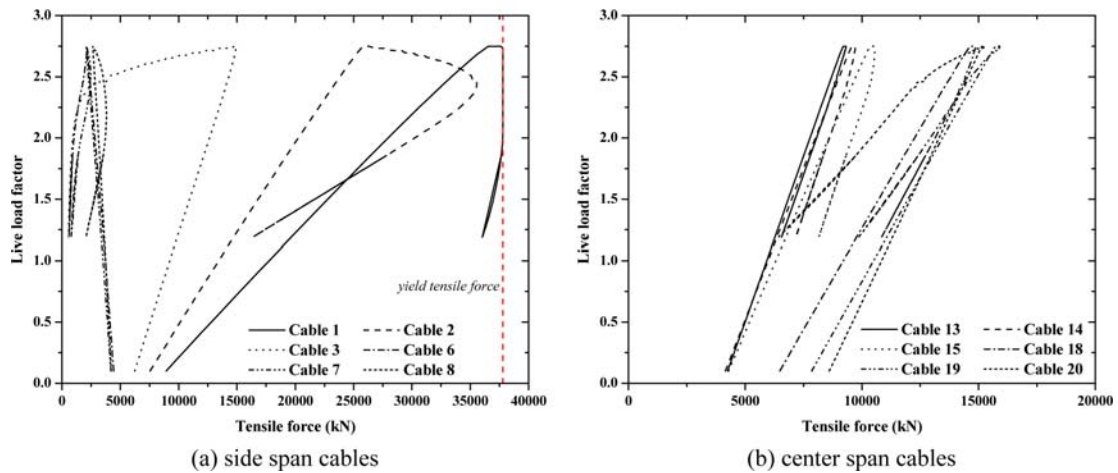 3.0
2.5
2.0
1.5
1.0
0.5
0.0
Live load factor
yield tensile force
Cable 1 Cable 2
Cable 3 Cable 6
Cable 7 Cable 8
0 5000 10000 15000 20000 25000 30000 35000 40000
Tensile force (kN)
(a) side span cables
3.0
2.5
2.0
1.5
1.0
0.5
0.0
Live load factor
Cable 13 Cable 14
Cable 15 Cable 18
Cable 19 Cable 20
0 5000 10000 15000 20000
Tensile force (kN)
(b) center span cables